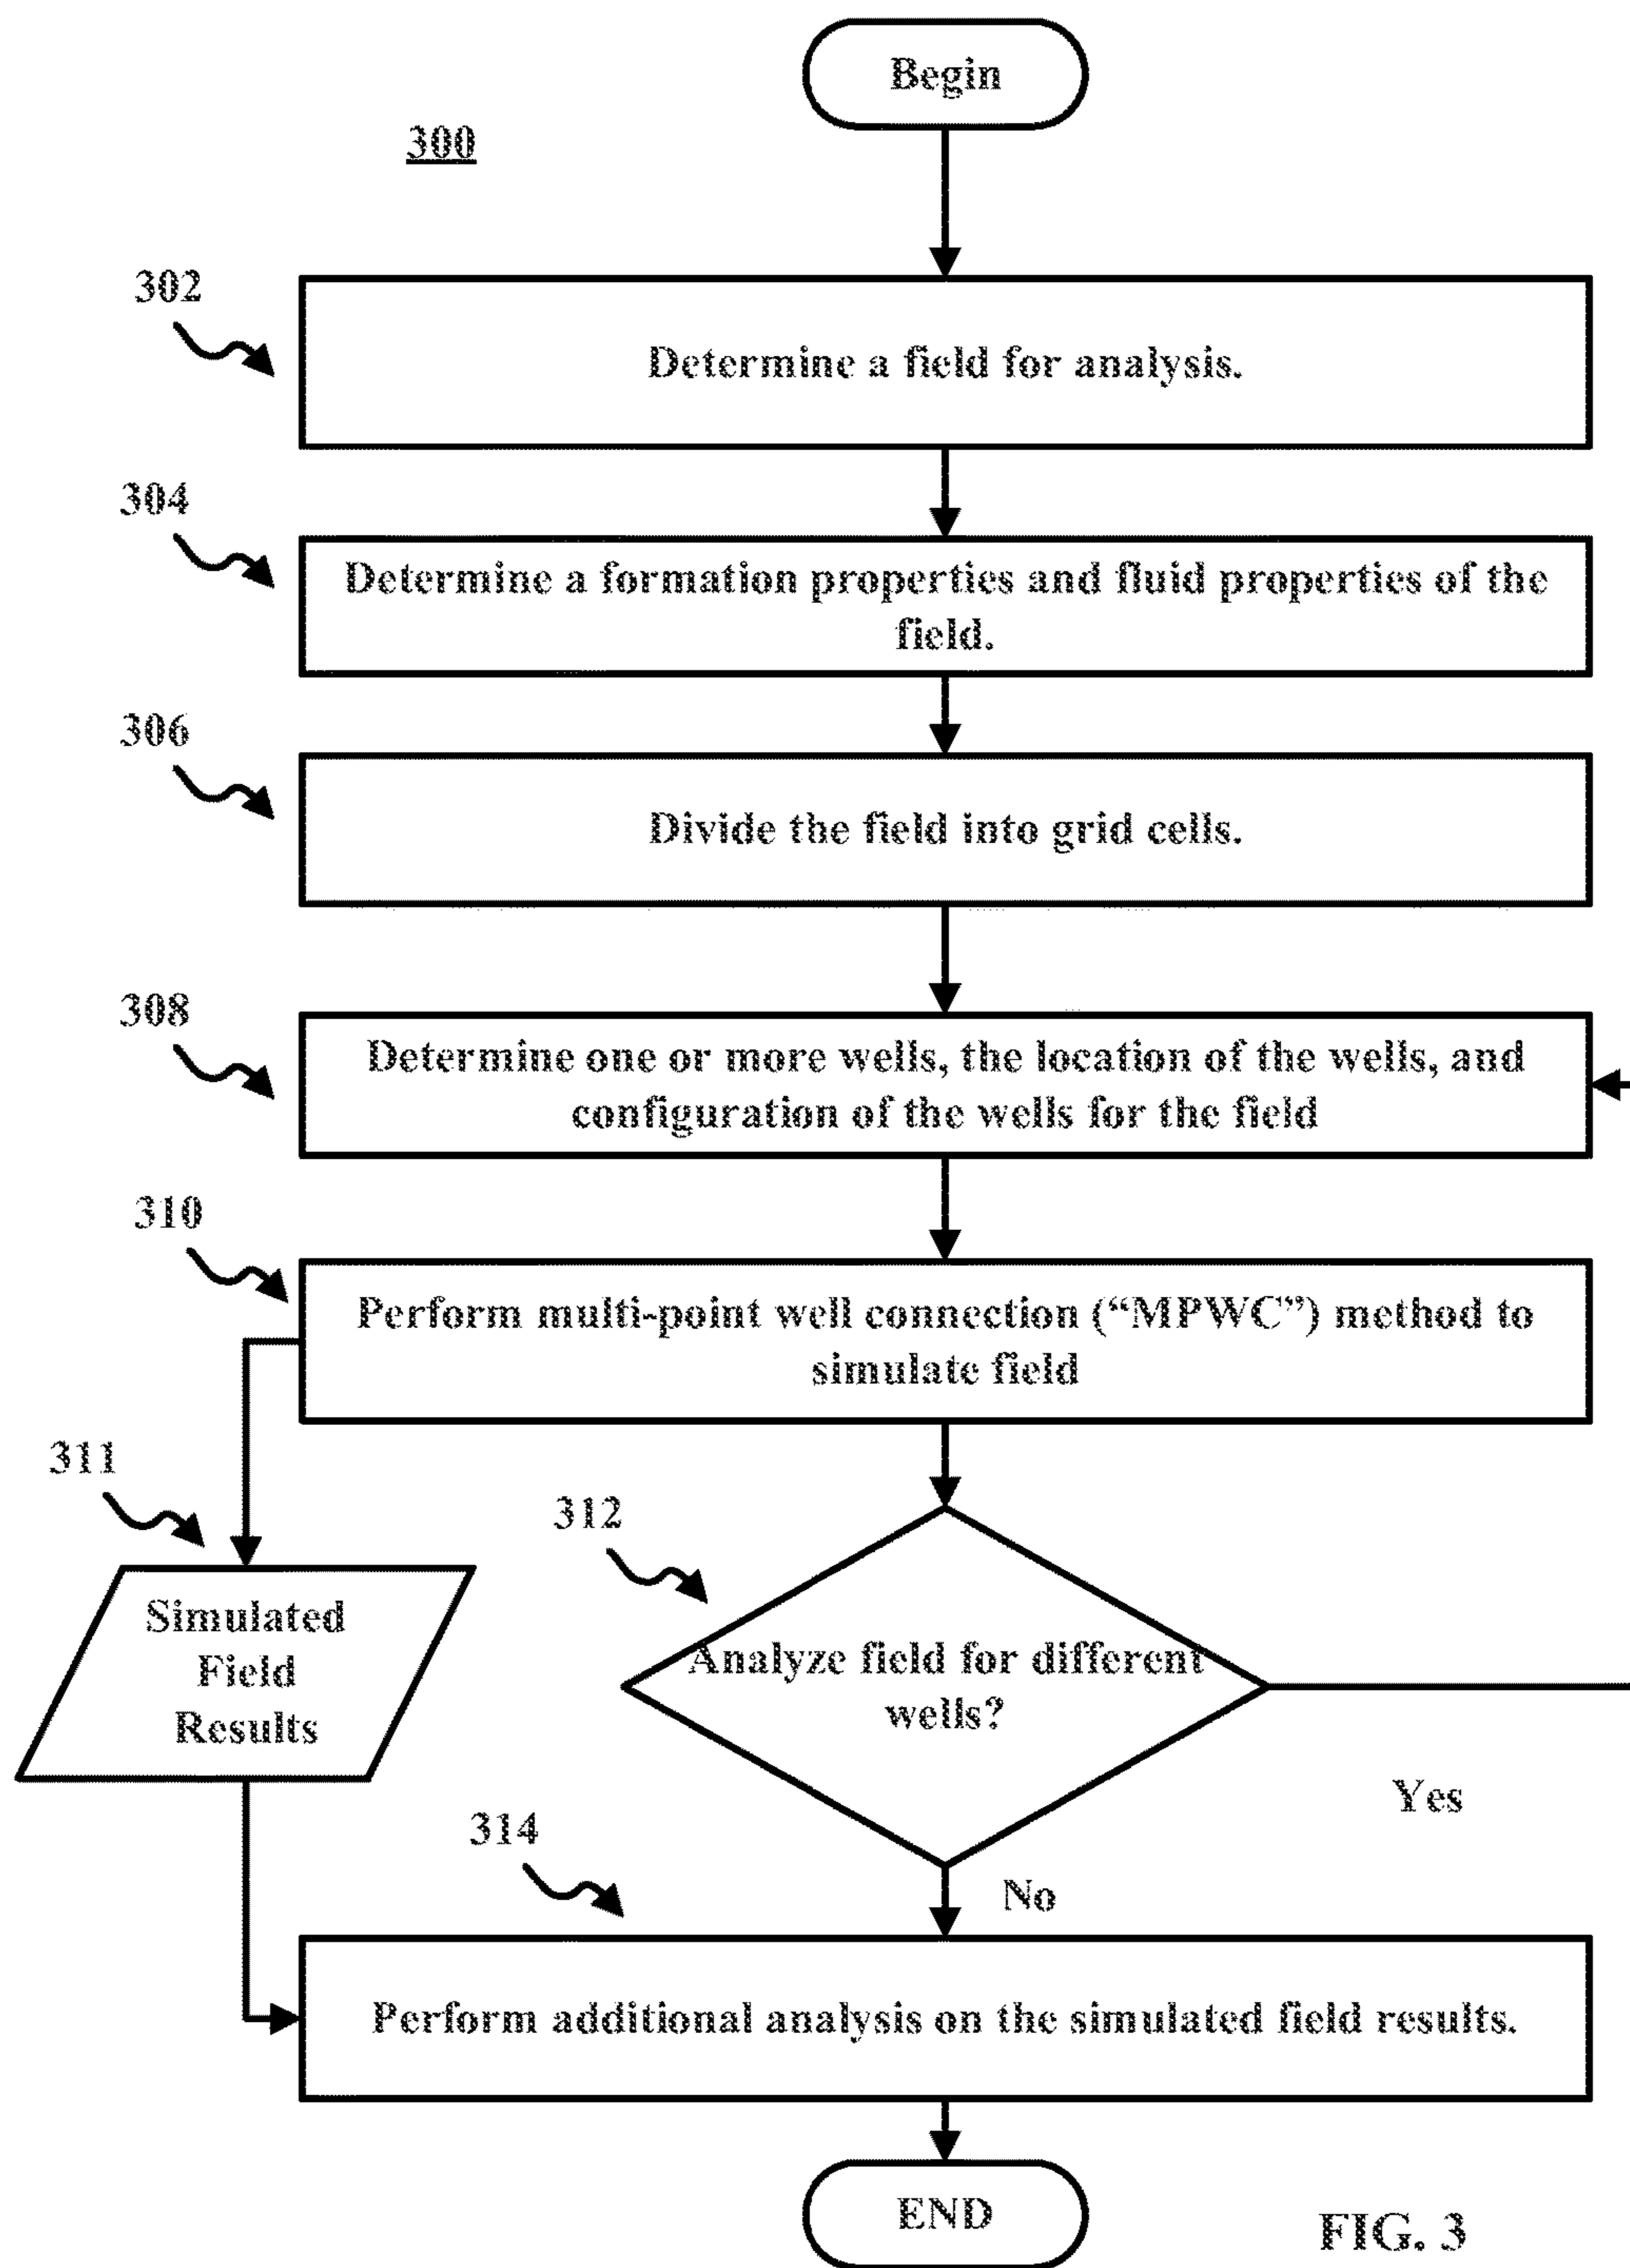 Begin
300
302
Determine a field for analysis.
304
Determine a formation properties and fluid properties of the
field.
306
Divide the field into grid cells.
308
Determine one or more wells, the location of the wells, and
configuration of the wells for the field
310
Perform multi-point well connection (“MPWC”) method to
simulate field
311
Simulated
Field
Results
312
Analyze field for different
wells?
Yes
No
314
Perform additional analysis on the simulated field results.
END
FIG. 3